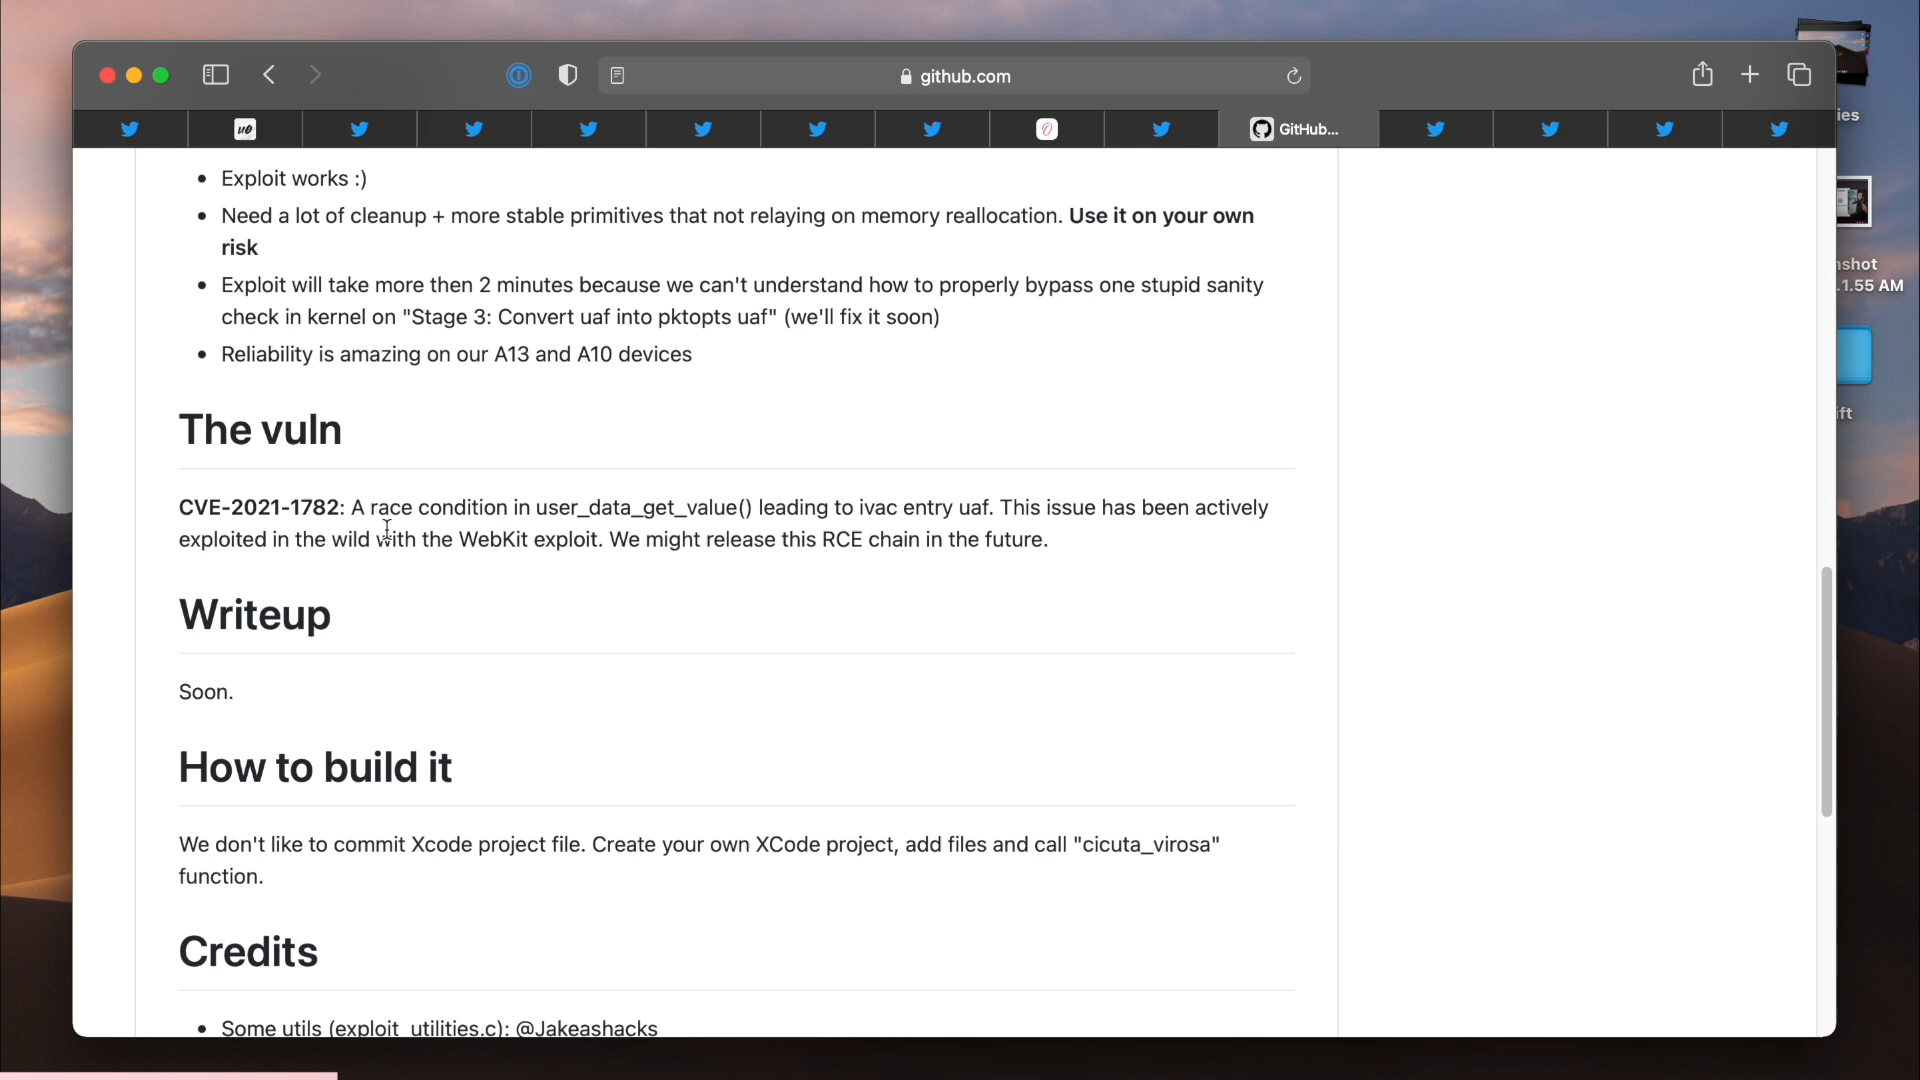 github.com
GitHub...
Exploit works :)
Need a lot of cleanup + more stable primitives that not relaying on memory reallocation. Use it on your own
risk
Exploit will take more then 2 minutes because we can't understand how to properly bypass one stupid sanity
check in kernel on "Stage 3: Convert uaf into pktopts uaf" (we'll fix it soon)
Reliability is amazing on our A13 and A10 devices
The vuln
CVE-2021-1782: A race condition in user_data_get_value() leading to ivac entry uaf. This issue has been actively
exploited in the wild with the WebKit exploit. We might release this RCE chain in the future.
Writeup
Soon.
How to build it
We don't like to commit Xcode project file. Create your own XCode project, add files and call "cicuta_virosa"
function.
Credits
Some utils (exploit_utilities.c): @Jakeashacks
ies
nshot
.1.55 AM
ift